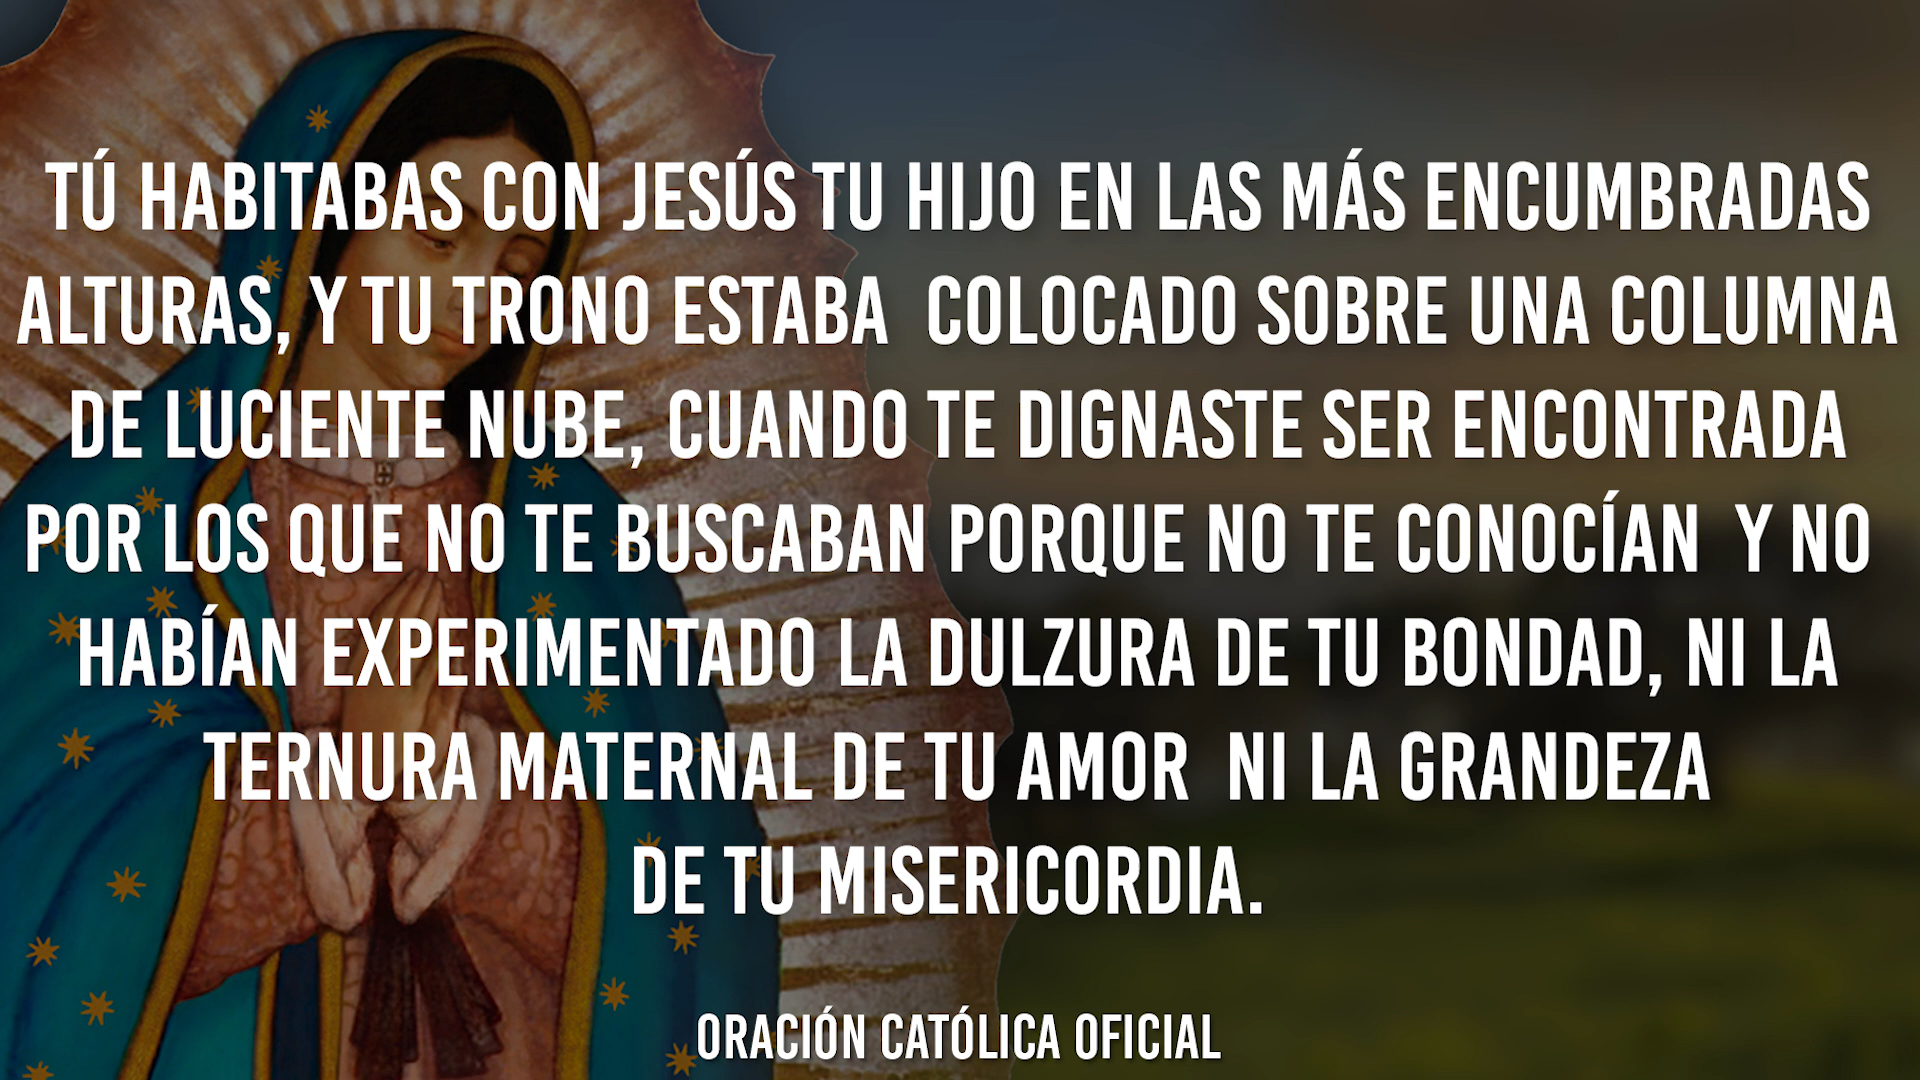 TÚ HABITABAS CON JESÚS TU HIJO EN LAS MÁS ENCUMBRADAS
ALTURAS, Y TU TRONO ESTABA COLOCADO SOBRE UNA COLUMNA
DE LUCIENTE NUBE, CUANDO TE DIGNASTE SER ENCONTRADA
POR LOS QUE NO TE BUSCABAN PORQUE NO TE CONOCÍAN Y NO
HABÍAN EXPERIMENTADO LA DULZURA DE TU BONDAD, NI LA
TERNURA MATERNAL DE TU AMOR NI LA GRANDEZA
DE TU MISERICORDIA.
ORACIÓN CATÓLICA OFICIAL